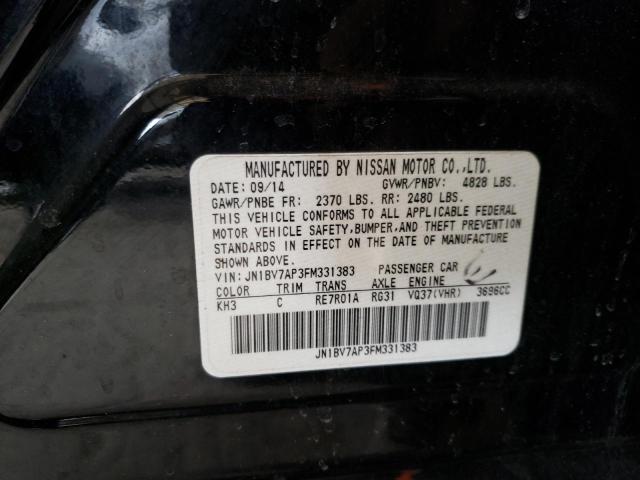 MANUFACTURED BY NISSAN MOTOR CO.,LTD.
DATE: 09/14 GVWR/PNBV: 4828 LBS.
GAWR/PNBE FR: 2370 LBS. RR: 2480 LBS.
THIS VEHICLE CONFORMS TO ALL APPLICABLE FEDERAL
MOTOR VEHICLE SAFETY,BUMPER,AND THEFT PREVENTION
STANDARDS IN EFFECT ON THE DATE OF MANUFACTURE
SHOWN ABOVE.
VIN: JN1BV7AP3FM331383 PASSENGER CAR
COLOR TRIM TRANS AXLE ENGINE
KH3 C RE7R01A RG31 VQ37(VHR) 3696CC
JN1BV7AP3FM331383